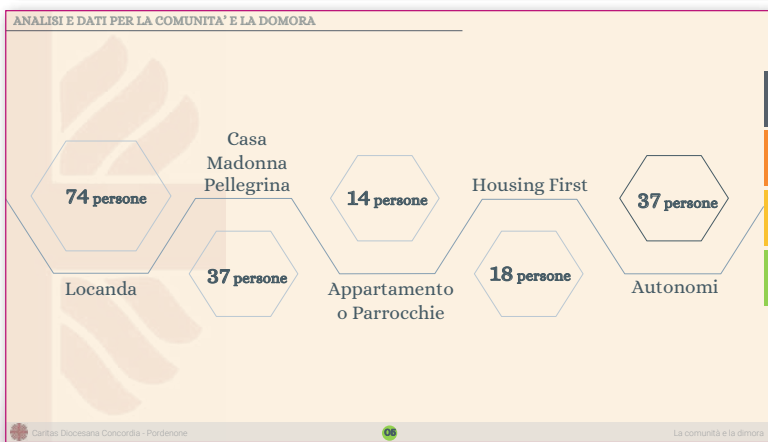 ANALISI E DATI PER LA COMUNITA' E LA DOMORA
74 persone
Locanda
Casa
Madonna
Pellegrina
37 persone
14 persone
Appartamento
o Parrocchie
Housing First
18 persone
37 persone
Autonomi
Caritas Diocesana Concordia - Pordenone
05
La comunità e la dimora